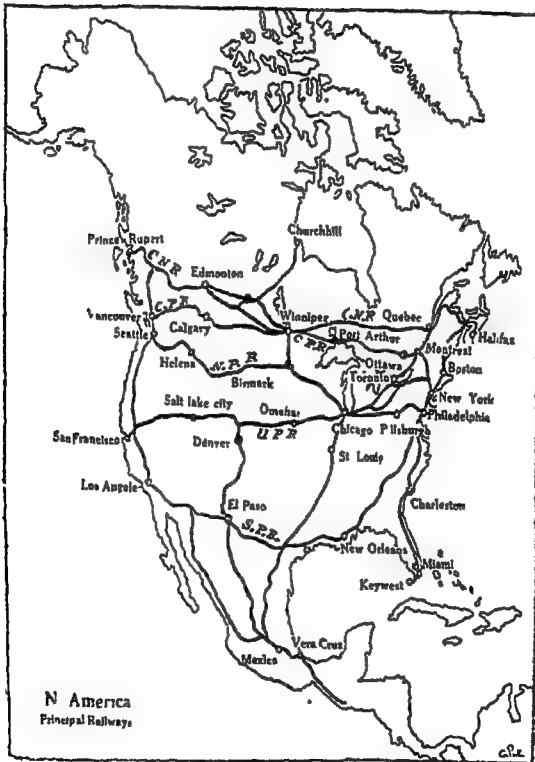 Churchhill
Prince Rupert
C N R
Edmonton
Vancouver
C.P.R
Winnipeg
C.N.R
Quebec
Seattle
Calgary
C P R
Port Arthur
Halifax
Montreal
Helena
N.P.R
Ottawa
Boston
Bismark
Toronto
New York
Salt lake city
Omaha
Philadelphia
San Francisco
Denver
U P R
Chicago
Pillsburg
St Louis
Los Angele
El Paso
S.P.R.
Charleston
New Orleans
Miami
Keywest
Vera Cruz
Mexico
N America
Principal Railways